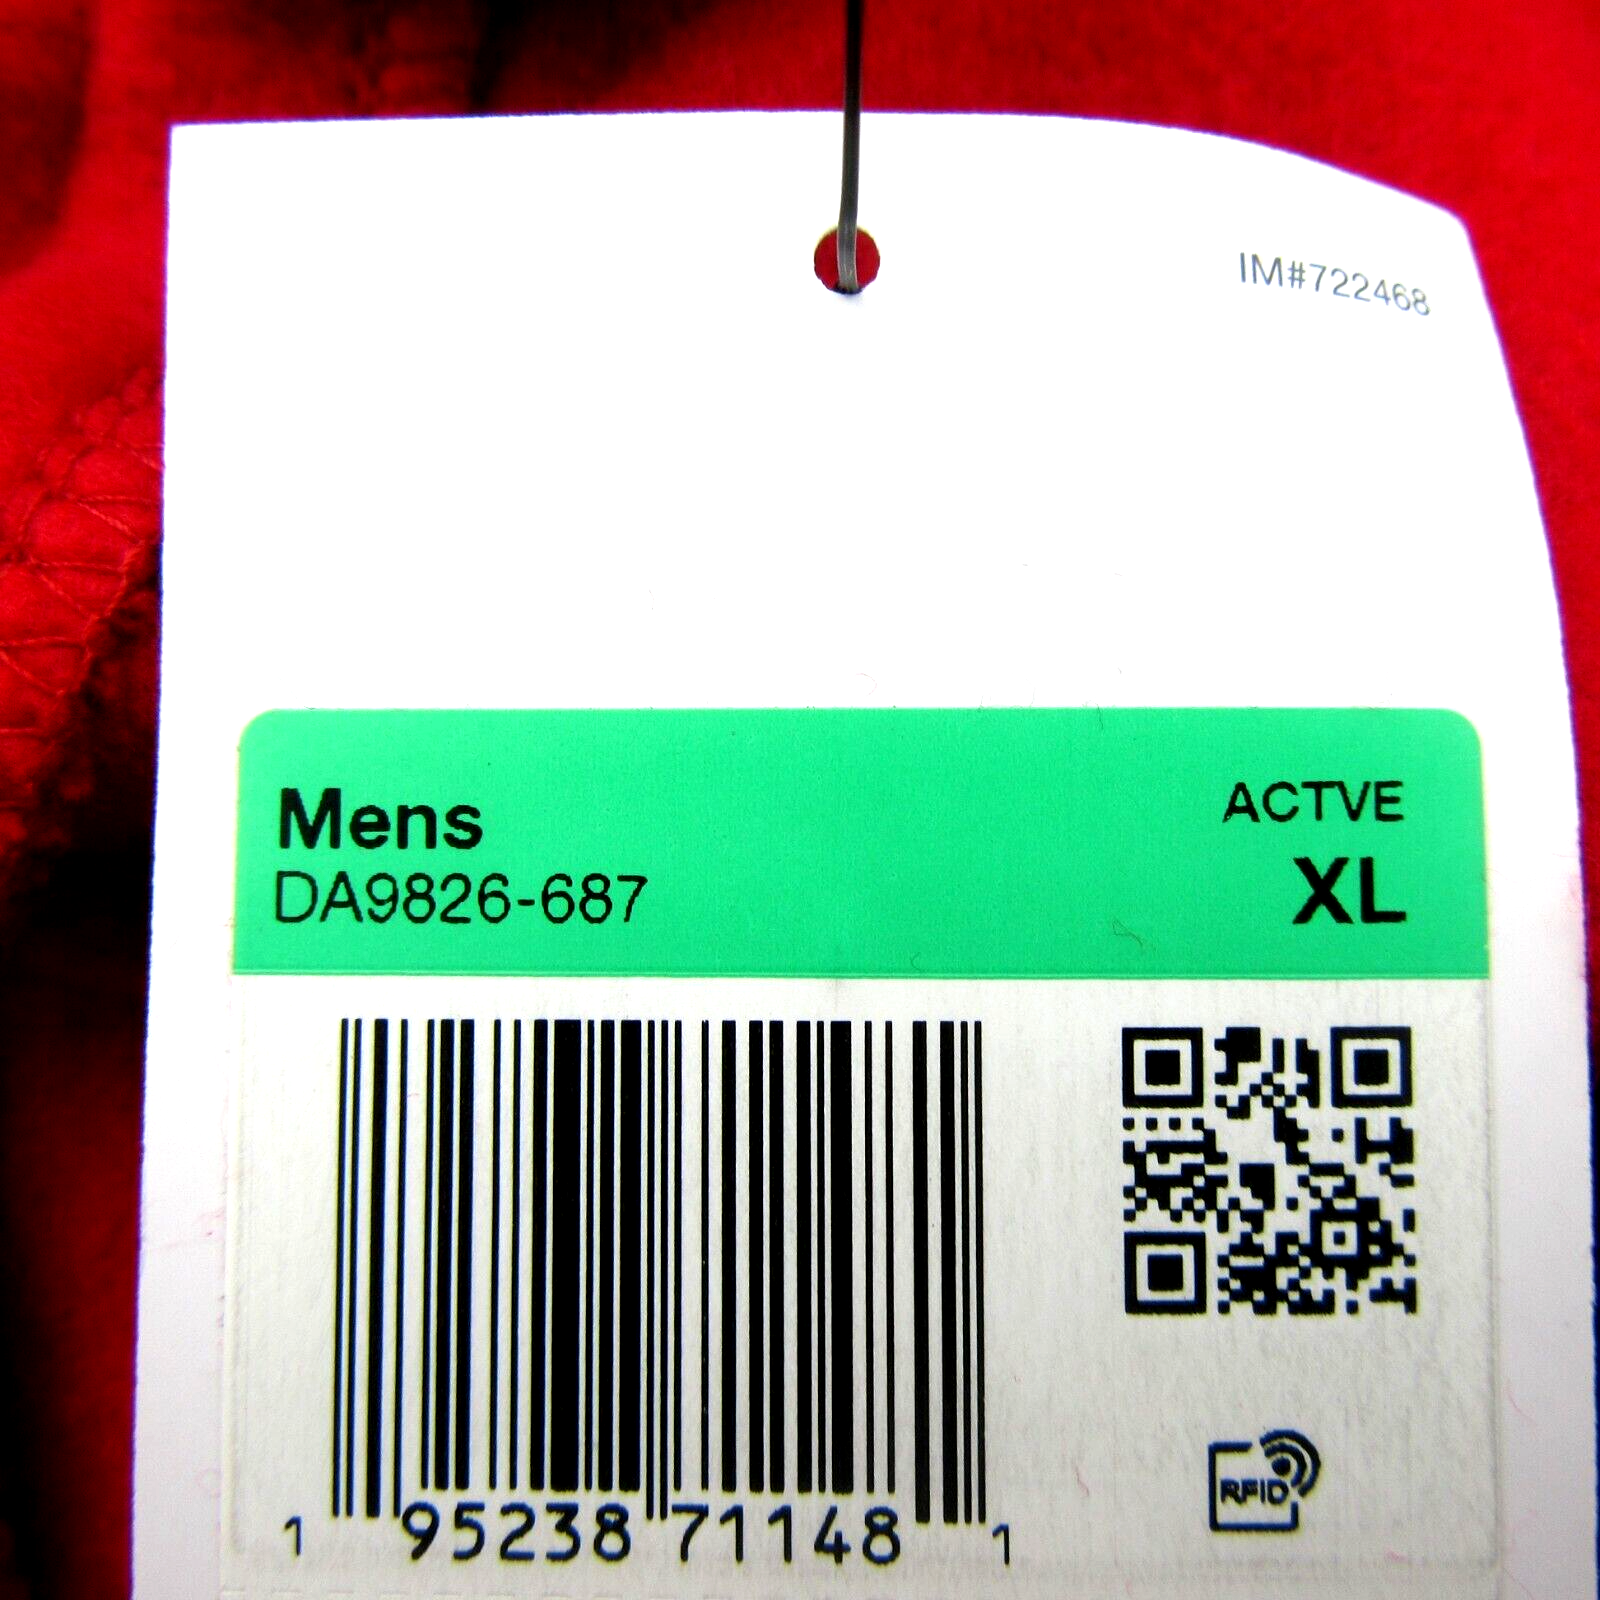 IM#722468
Mens
ACTVE
DA9826-687
XL
1 95238 71148 1
RFID